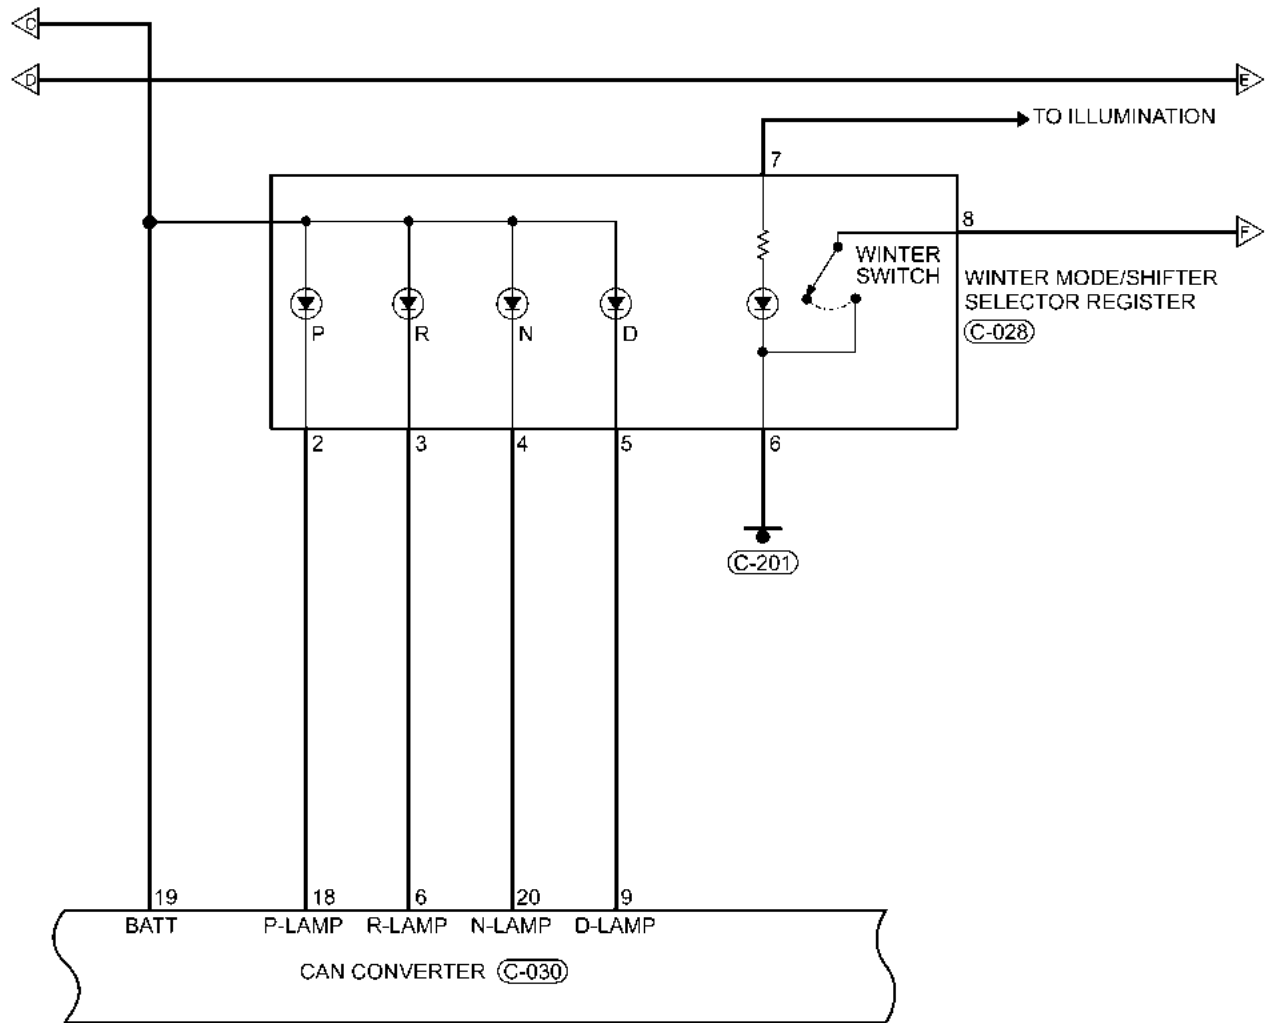 C
D
E
TO ILLUMINATION
7
8
F
WINTER
SWITCH
WINTER MODE/SHIFTER
SELECTOR REGISTER
C-028
P R N D
2 3 4 5 6
C-201
19 18 6 20 9
BATT P-LAMP R-LAMP N-LAMP D-LAMP
CAN CONVERTER C-030